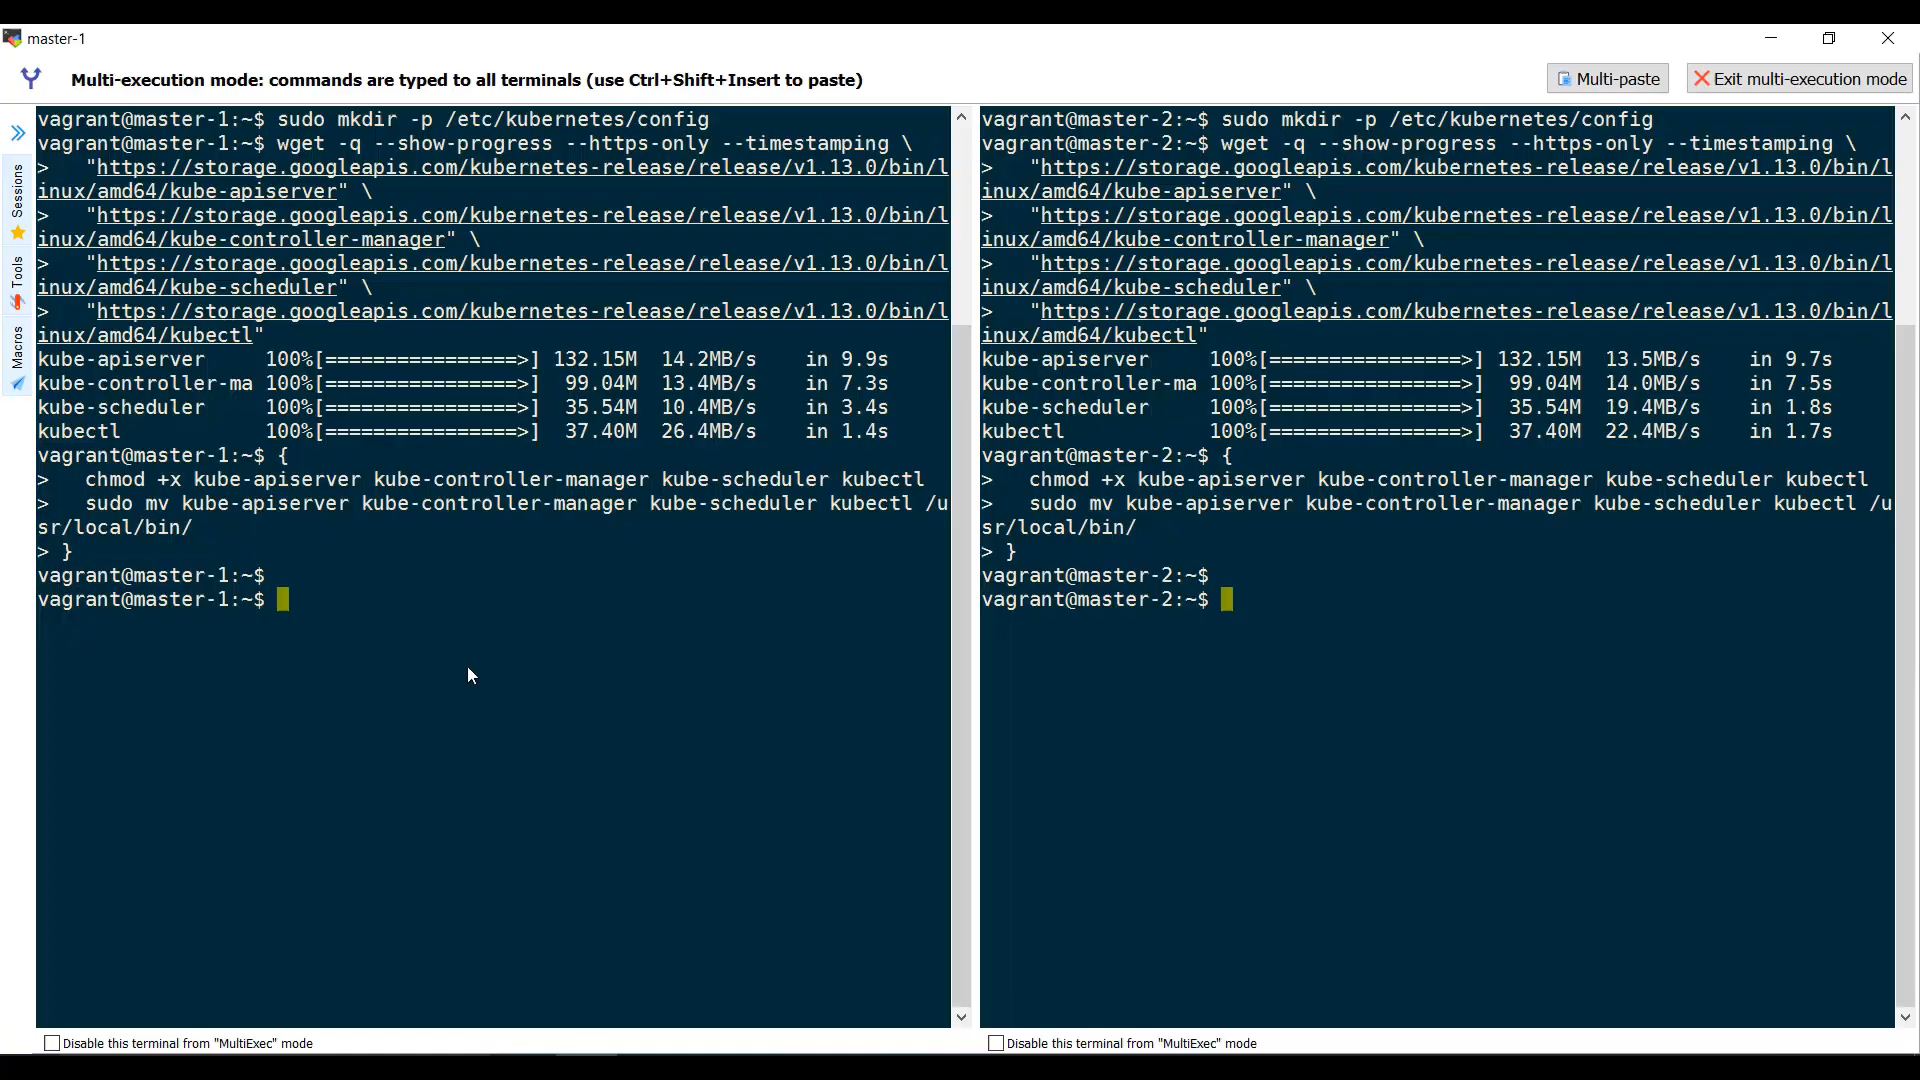 master-1
Multi-execution mode: commands are typed to all terminals (use Ctrl+Shift+Insert to paste)
Multi-paste
Exit multi-execution mode
Sessions
Tools
Macros
vagrant@master-1:~$ sudo mkdir -p /etc/kubernetes/config
vagrant@master-1:~$ wget -q --show-progress --https-only --timestamping \
>    "https://storage.googleapis.com/kubernetes-release/release/v1.13.0/bin/l
inux/amd64/kube-apiserver" \
>    "https://storage.googleapis.com/kubernetes-release/release/v1.13.0/bin/l
inux/amd64/kube-controller-manager" \
>    "https://storage.googleapis.com/kubernetes-release/release/v1.13.0/bin/l
inux/amd64/kube-scheduler" \
>    "https://storage.googleapis.com/kubernetes-release/release/v1.13.0/bin/l
inux/amd64/kubectl"
kube-apiserver     100%[================>] 132.15M  14.2MB/s    in 9.9s
kube-controller-ma 100%[================>]  99.04M  13.4MB/s    in 7.3s
kube-scheduler     100%[================>]  35.54M  10.4MB/s    in 3.4s
kubectl            100%[================>]  37.40M  26.4MB/s    in 1.4s
vagrant@master-1:~$ {
>   chmod +x kube-apiserver kube-controller-manager kube-scheduler kubectl
>   sudo mv kube-apiserver kube-controller-manager kube-scheduler kubectl /u
sr/local/bin/
> }
vagrant@master-1:~$
vagrant@master-1:~$
Disable this terminal from "MultiExec" mode
vagrant@master-2:~$ sudo mkdir -p /etc/kubernetes/config
vagrant@master-2:~$ wget -q --show-progress --https-only --timestamping \
>    "https://storage.googleapis.com/kubernetes-release/release/v1.13.0/bin/l
inux/amd64/kube-apiserver" \
>    "https://storage.googleapis.com/kubernetes-release/release/v1.13.0/bin/l
inux/amd64/kube-controller-manager" \
>    "https://storage.googleapis.com/kubernetes-release/release/v1.13.0/bin/l
inux/amd64/kube-scheduler" \
>    "https://storage.googleapis.com/kubernetes-release/release/v1.13.0/bin/l
inux/amd64/kubectl"
kube-apiserver     100%[================>] 132.15M  13.5MB/s    in 9.7s
kube-controller-ma 100%[================>]  99.04M  14.0MB/s    in 7.5s
kube-scheduler     100%[================>]  35.54M  19.4MB/s    in 1.8s
kubectl            100%[================>]  37.40M  22.4MB/s    in 1.7s
vagrant@master-2:~$ {
>   chmod +x kube-apiserver kube-controller-manager kube-scheduler kubectl
>   sudo mv kube-apiserver kube-controller-manager kube-scheduler kubectl /u
sr/local/bin/
> }
vagrant@master-2:~$
vagrant@master-2:~$
Disable this terminal from "MultiExec" mode